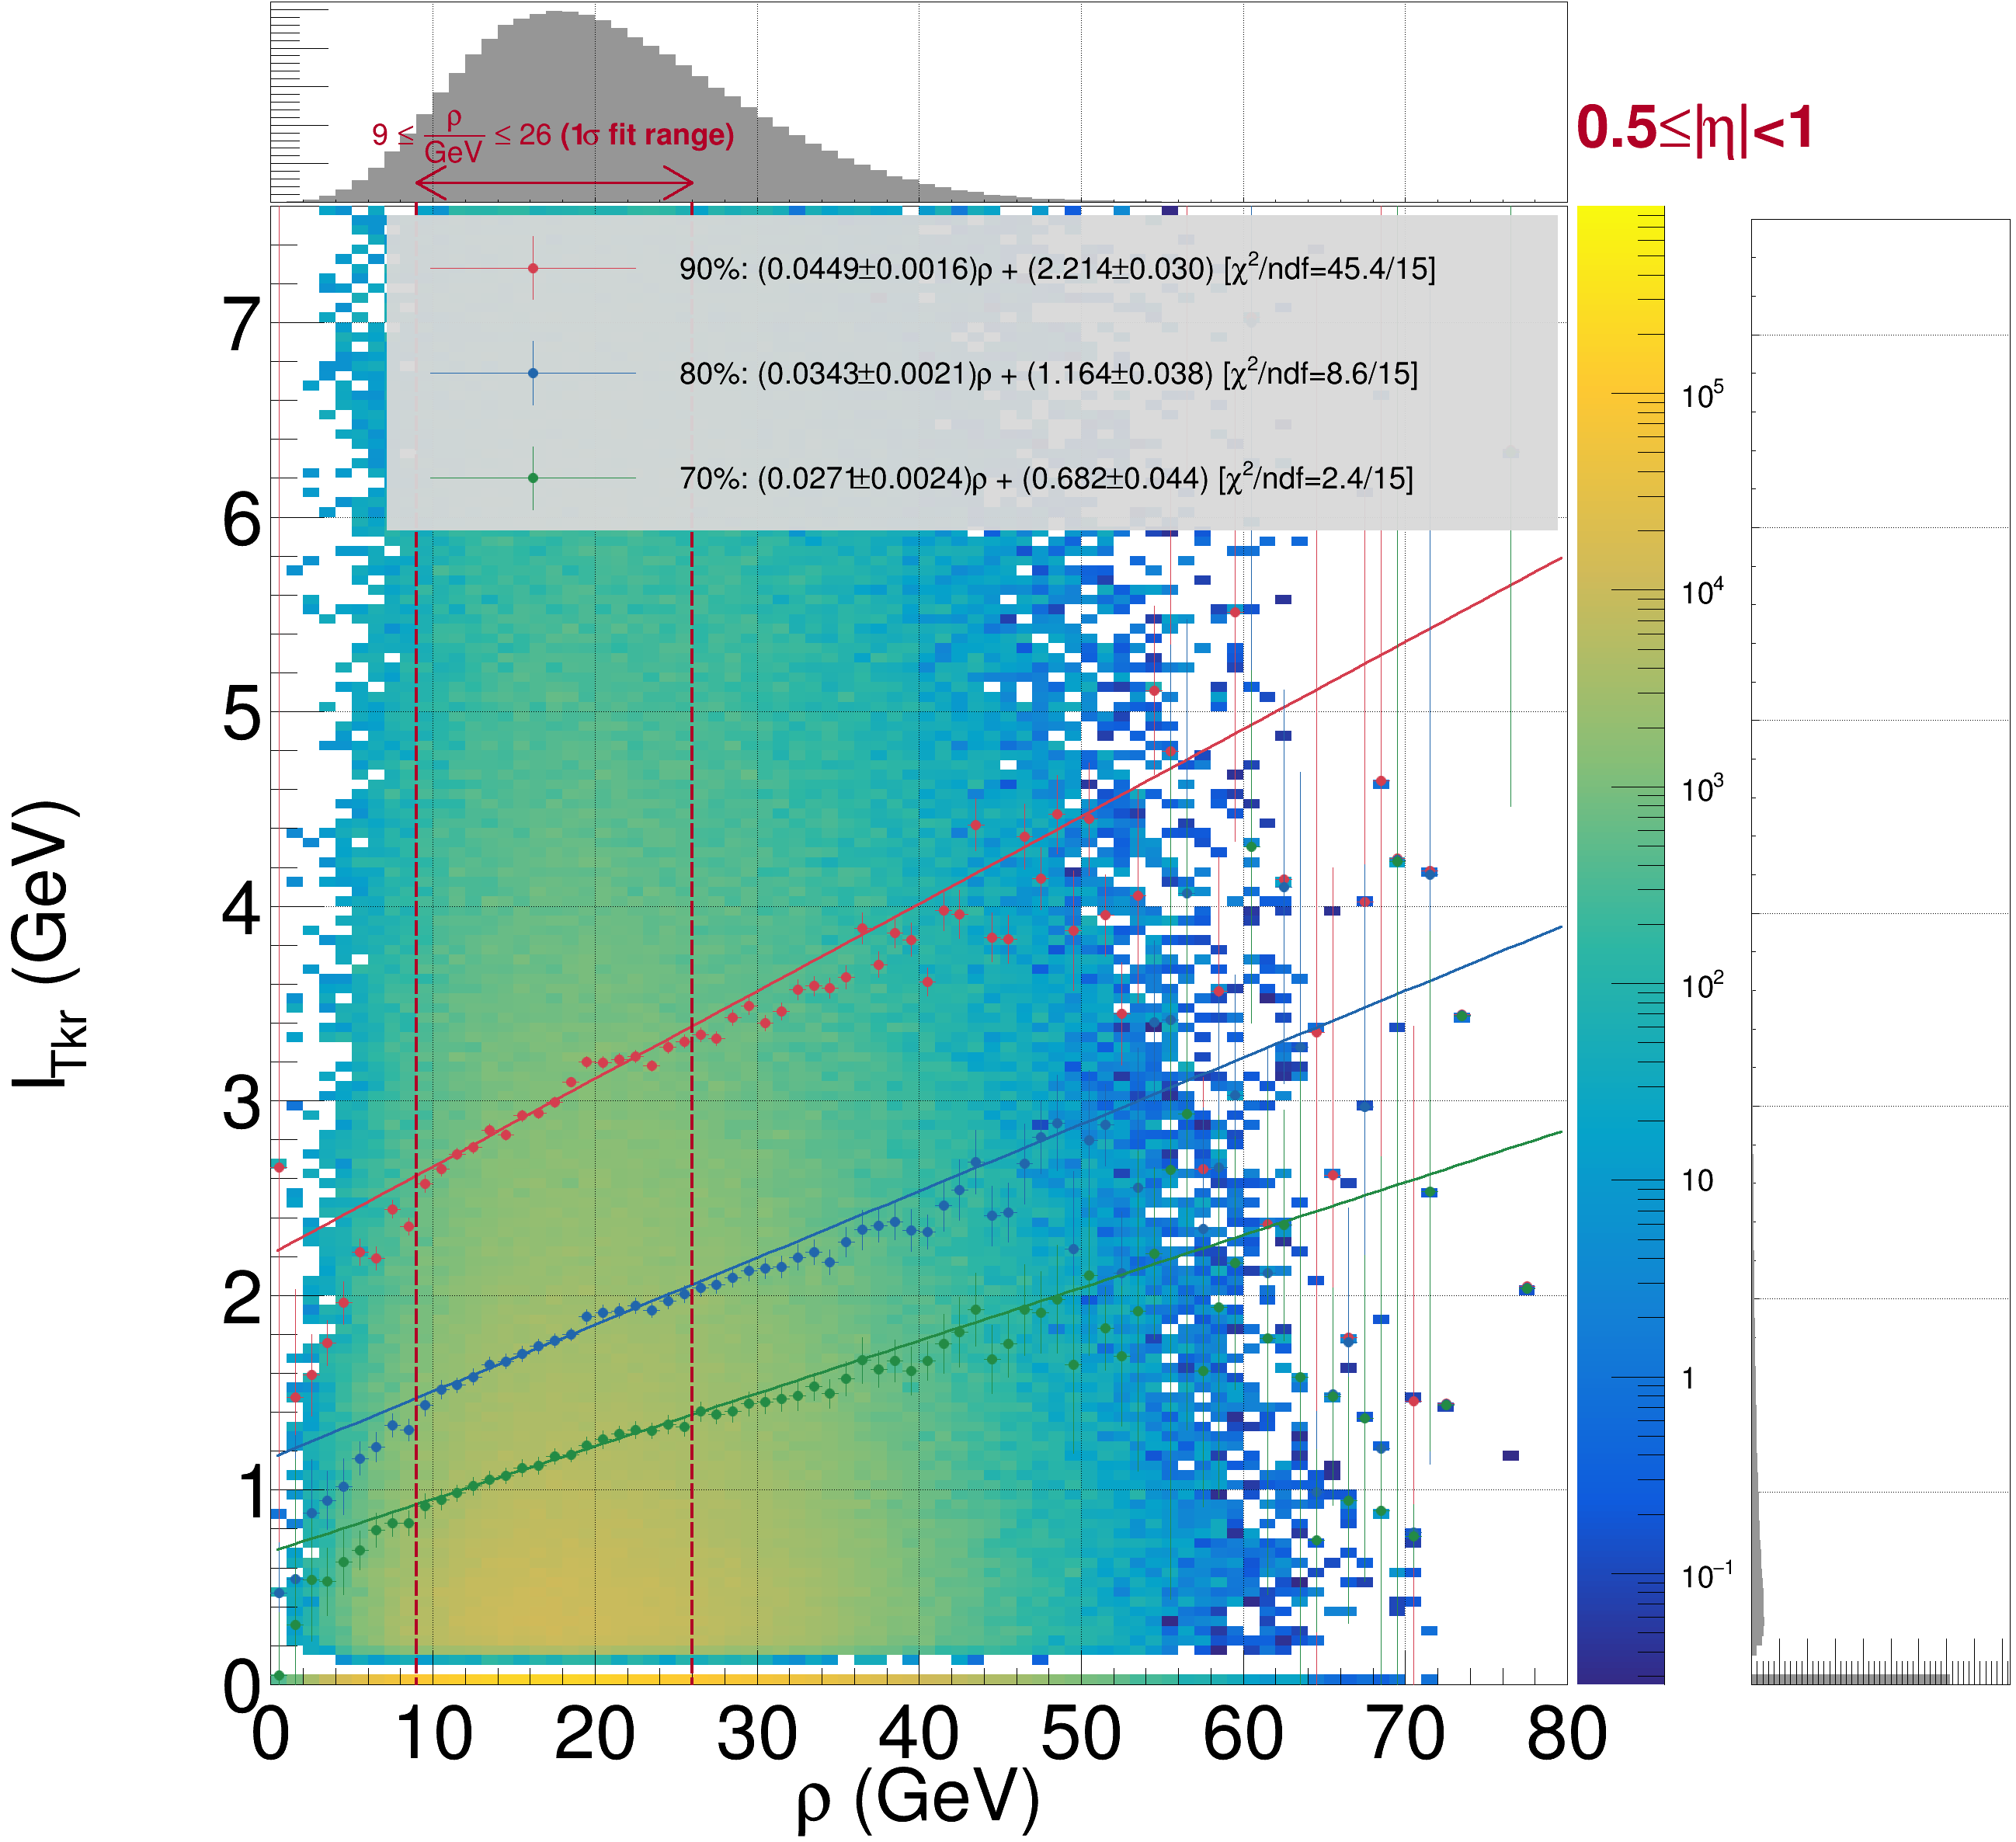 9 ≤ ρ/GeV ≤ 26 (1σ fit range)
0.5≤|η|<1
90%: (0.0449±0.0016)ρ + (2.214±0.030) [χ²/ndf=45.4/15]
80%: (0.0343±0.0021)ρ + (1.164±0.038) [χ²/ndf=8.6/15]
70%: (0.0271±0.0024)ρ + (0.682±0.044) [χ²/ndf=2.4/15]
I_Tkr (GeV)
7
6
5
4
3
2
1
0
0 10 20 30 40 50 60 70 80
ρ (GeV)
10⁵
10⁴
10³
10²
10
1
10⁻¹